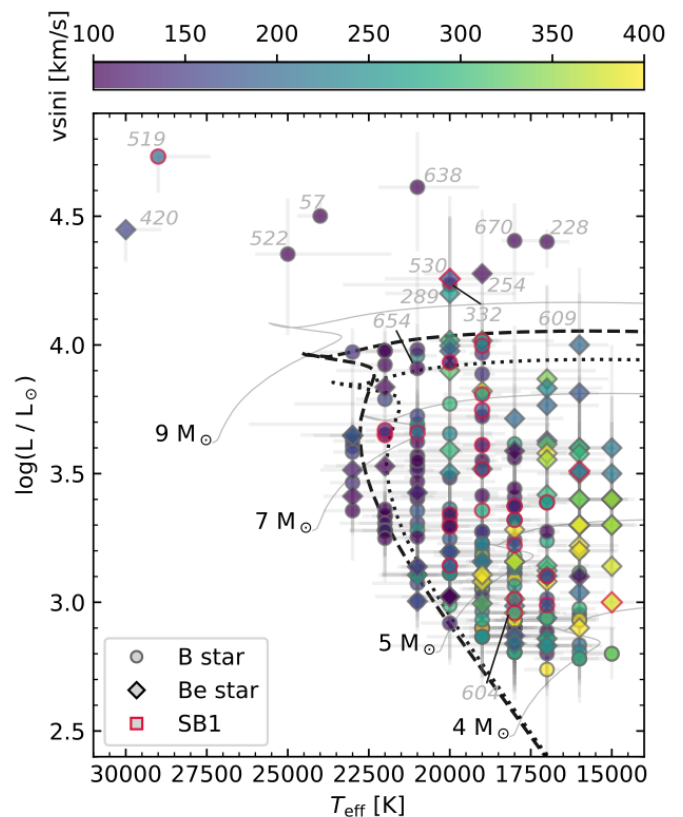 100 150 200 250 300 350 400
vsini [km/s]
519
638
420
57
522
670 228
530
254
289
332
654
609
9 M⊙
7 M⊙
5 M⊙
604
4 M⊙
4.5
4.0
3.5
3.0
2.5
log(L / L⊙)
B star
Be star
SB1
30000 27500 25000 22500 20000 17500 15000
Teff [K]